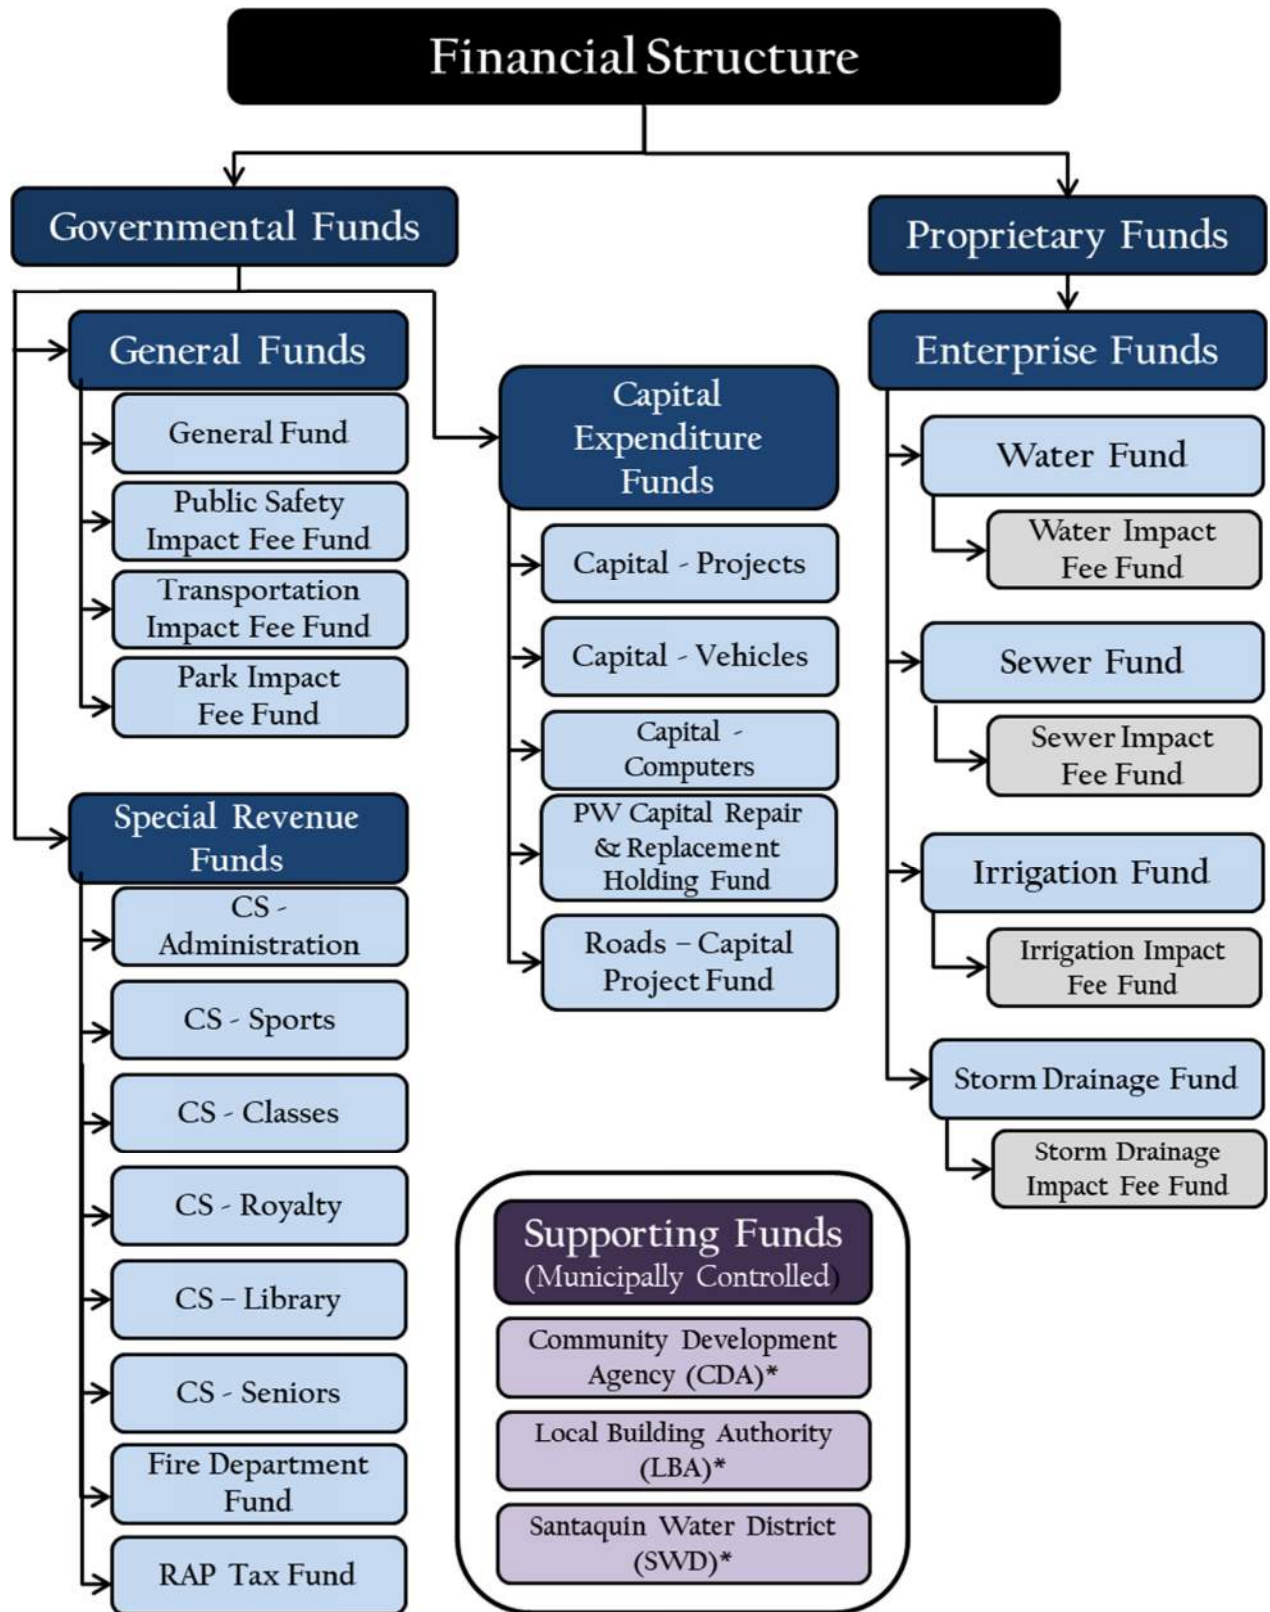 Financial Structure
Governmental Funds
General Funds
General Fund
Public Safety
Impact Fee Fund
Transportation
Impact Fee Fund
Park Impact
Fee Fund
Special Revenue
Funds
CS -
Administration
CS - Sports
CS - Classes
CS - Royalty
CS – Library
CS - Seniors
Fire Department
Fund
RAP Tax Fund
Capital
Expenditure
Funds
Capital - Projects
Capital - Vehicles
Capital -
Computers
PW Capital Repair
& Replacement
Holding Fund
Roads – Capital
Project Fund
Proprietary Funds
Enterprise Funds
Water Fund
Water Impact
Fee Fund
Sewer Fund
Sewer Impact
Fee Fund
Irrigation Fund
Irrigation Impact
Fee Fund
Storm Drainage Fund
Storm Drainage
Impact Fee Fund
Supporting Funds
(Municipally Controlled)
Community Development
Agency (CDA)*
Local Building Authority
(LBA)*
Santaquin Water District
(SWD)*